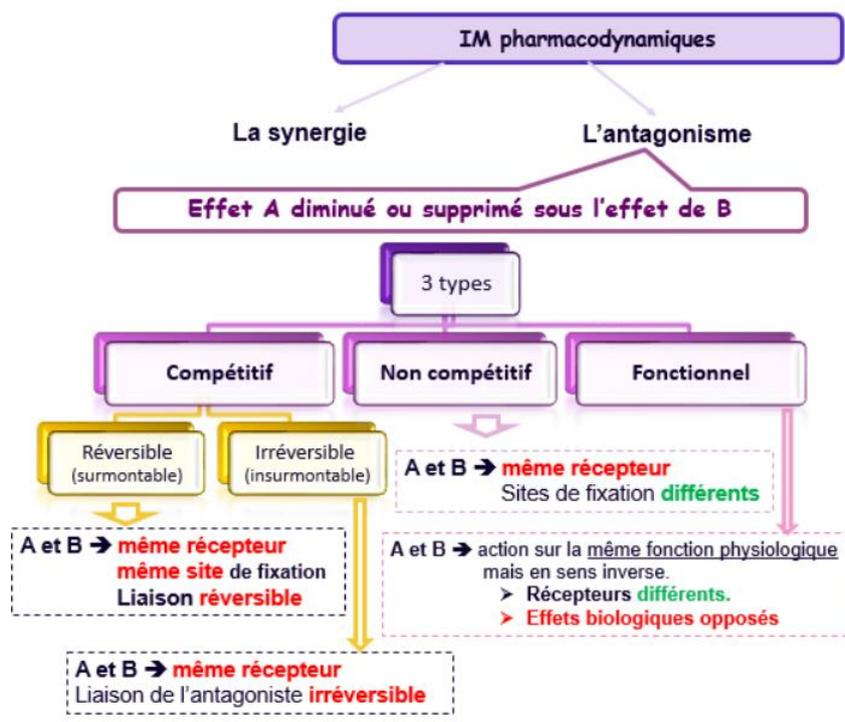 IM pharmacodynamiques
La synergie
L'antagonisme
Effet A diminué ou supprimé sous l'effet de B
3 types
Compétitif
Non compétitif
Fonctionnel
Réversible
(surmontable)
Irréversible
(insurmontable)
A et B ➔ même récepteur
Sites de fixation différents
A et B ➔ même récepteur
même site de fixation
Liaison réversible
A et B ➔ action sur la même fonction physiologique
mais en sens inverse.
➤ Récepteurs différents.
➤ Effets biologiques opposés
A et B ➔ même récepteur
Liaison de l'antagoniste irréversible